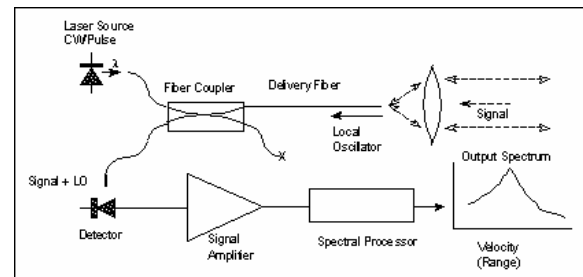 Laser Source
CW/Pulse
λ
Fiber Coupler
Delivery Fiber
Signal
Local
Oscillator
X
Signal + LO
Output Spectrum
Detector
Signal
Amplifier
Spectral Processor
Velocity
(Range)